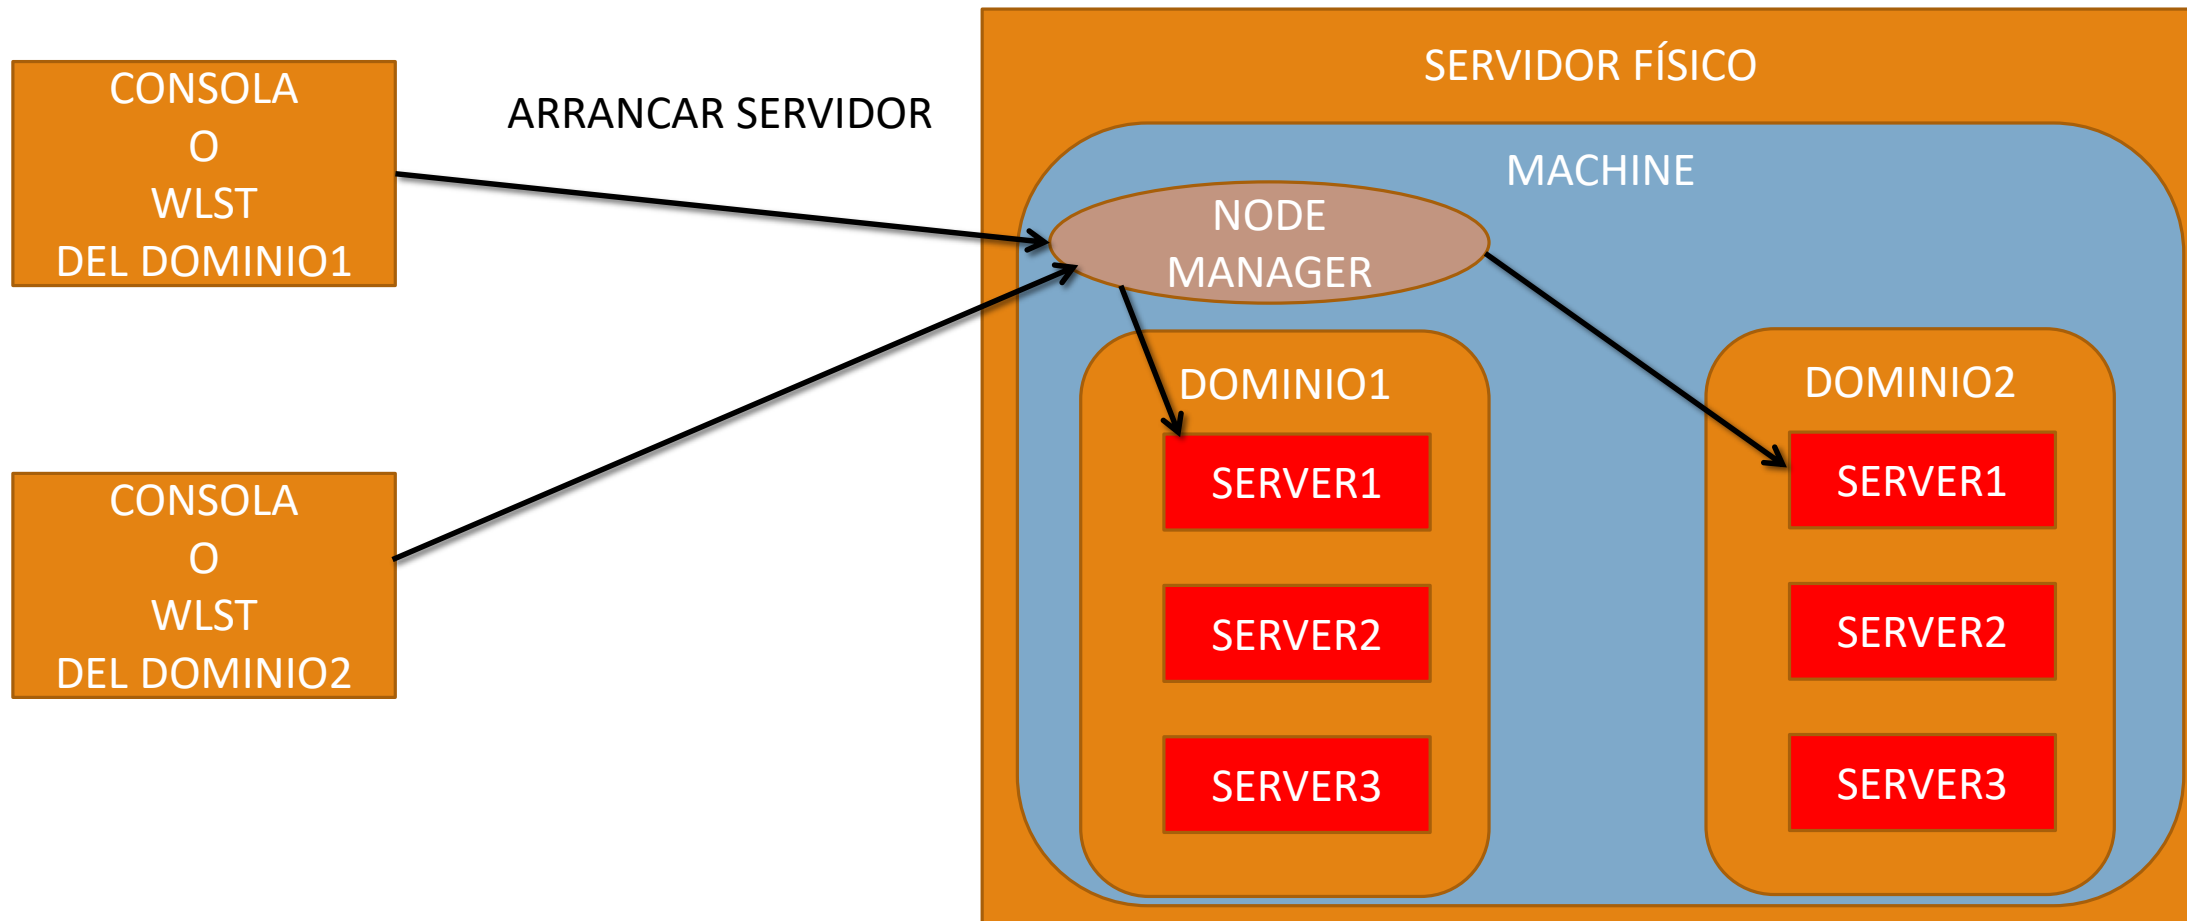 CONSOLA
O
WLST
DEL DOMINIO1
ARRANCAR SERVIDOR
CONSOLA
O
WLST
DEL DOMINIO2
SERVIDOR FÍSICO
MACHINE
NODE
MANAGER
DOMINIO1
SERVER1
SERVER2
SERVER3
DOMINIO2
SERVER1
SERVER2
SERVER3